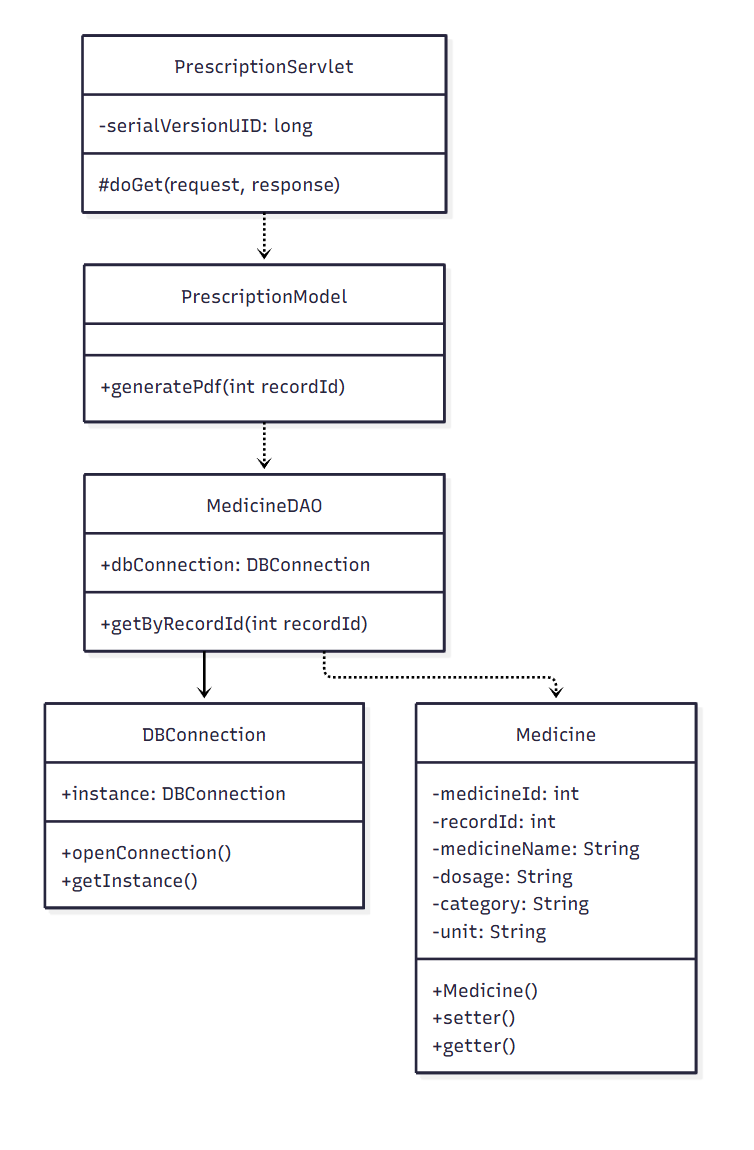 PrescriptionServlet
-serialVersionUID: long
#doGet(request, response)
PrescriptionModel
+generatePdf(int recordId)
MedicineDAO
+dbConnection: DBConnection
+getByRecordId(int recordId)
DBConnection
+instance: DBConnection
+openConnection()
+getInstance()
Medicine
-medicineId: int
-recordId: int
-medicineName: String
-dosage: String
-category: String
-unit: String
+Medicine()
+setter()
+getter()